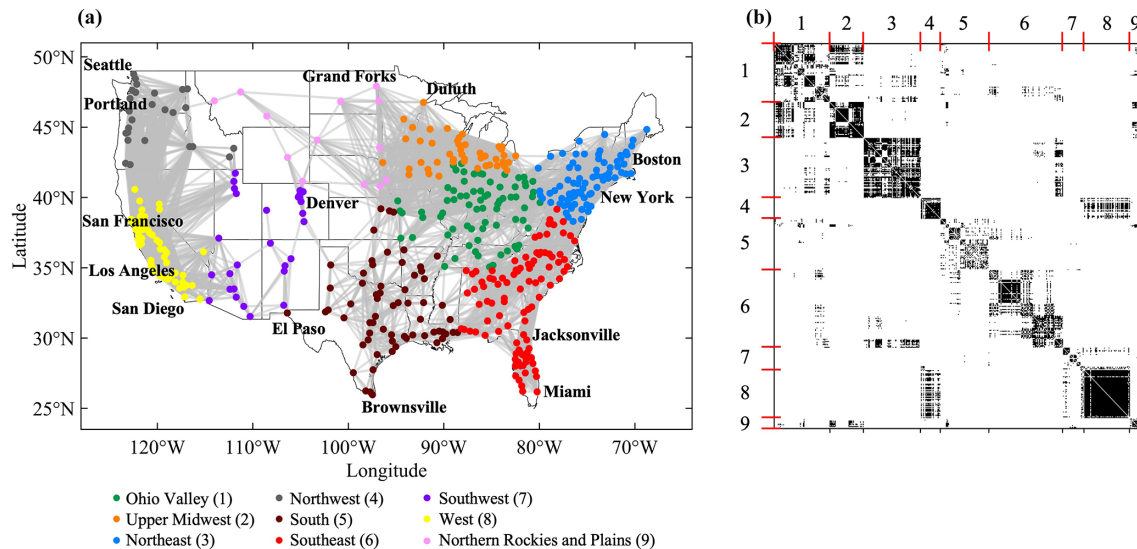 (a)
(b)
1 2 3 4 5 6 7 8 9
50°N
45°N
40°N
35°N
30°N
25°N
Latitude
Seattle
Grand Forks
Duluth
Portland
Boston
New York
Denver
San Francisco
Los Angeles
San Diego
El Paso
Jacksonville
Brownsville
Miami
120°W 110°W 100°W 90°W 80°W 70°W
Longitude
1
2
3
4
5
6
7
8
9
Ohio Valley (1)
Upper Midwest (2)
Northeast (3)
Northwest (4)
South (5)
Southeast (6)
Southwest (7)
West (8)
Northern Rockies and Plains (9)